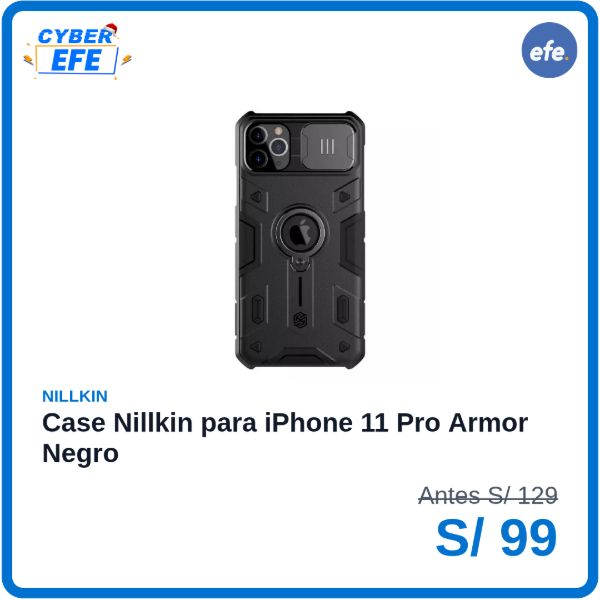 CYBER
EFE
efe.
NILLKIN
Case Nillkin para iPhone 11 Pro Armor
Negro
Antes S/ 129
S/ 99